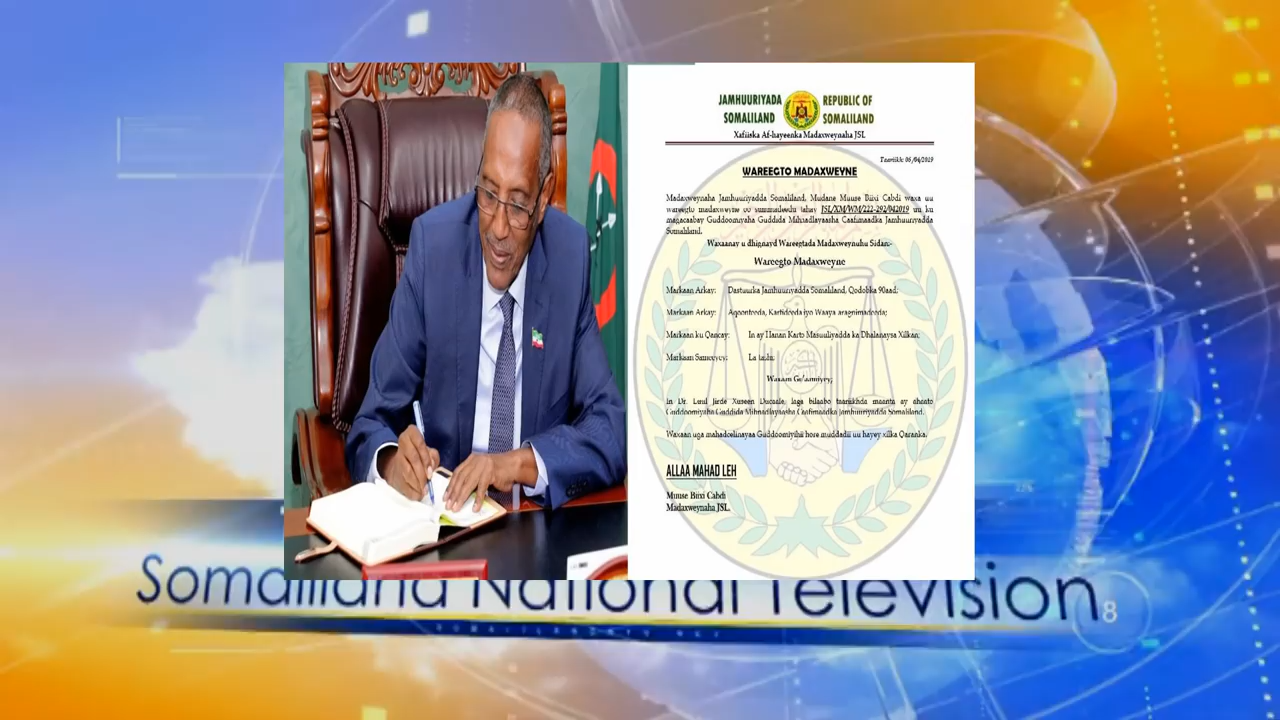 JAMHUURIYADA SOMALILAND
REPUBLIC OF SOMALILAND
Xafiiska Af-hayeenka Madaxweynaha JSL
Taariikh: 06/04/2019
WAREEGTO MADAXWEYNE
Madaxweynaha Jamhuuriyadda Somaliland, Mudane Muuse Biixi Cabdi waxa uu
wareegto madaxweyne oo summadeedu tahay JSL/XM/WM/222-292/042019 uu ku
magacaabay Guddoomiyaha Guddida Mihnadlayaasha Caafimaadka Jamhuuriyadda
Somaliland.
Waxaanay u dhignayd Wareegtada Madaxweynuhu Sidan:-
Wareegto Madaxweyne
Markaan Arkay: Dastuurka Jamhuuriyadda Somaliland, Qodobka 90aad;
Markaan Arkay: Aqoonteeda, Kartideeda iyo Waaya aragnimadeeda;
Markaan ku Qancay: In ay Hanan Karto Masuuliyadda ka Dhalanaysa Xilkan;
Markaan Sameeyey: La tashi;
Waxaan Go'aamiyey;
In Dr. Luul Jirde Xuseen Ducaale, laga bilaabo taariikhda maanta ay ahaato
Guddoomiyaha Guddida Mihnadlayaasha Caafimaadka Jamhuuriyadda Somaliland.
Waxaan uga mahadcelinayaa Guddoomiyihii hore muddadii uu hayey xilka Qaranka.
ALLAA MAHAD LEH
Muuse Biixi Cabdi
Madaxweynaha JSL.
Somaliland National Television
8